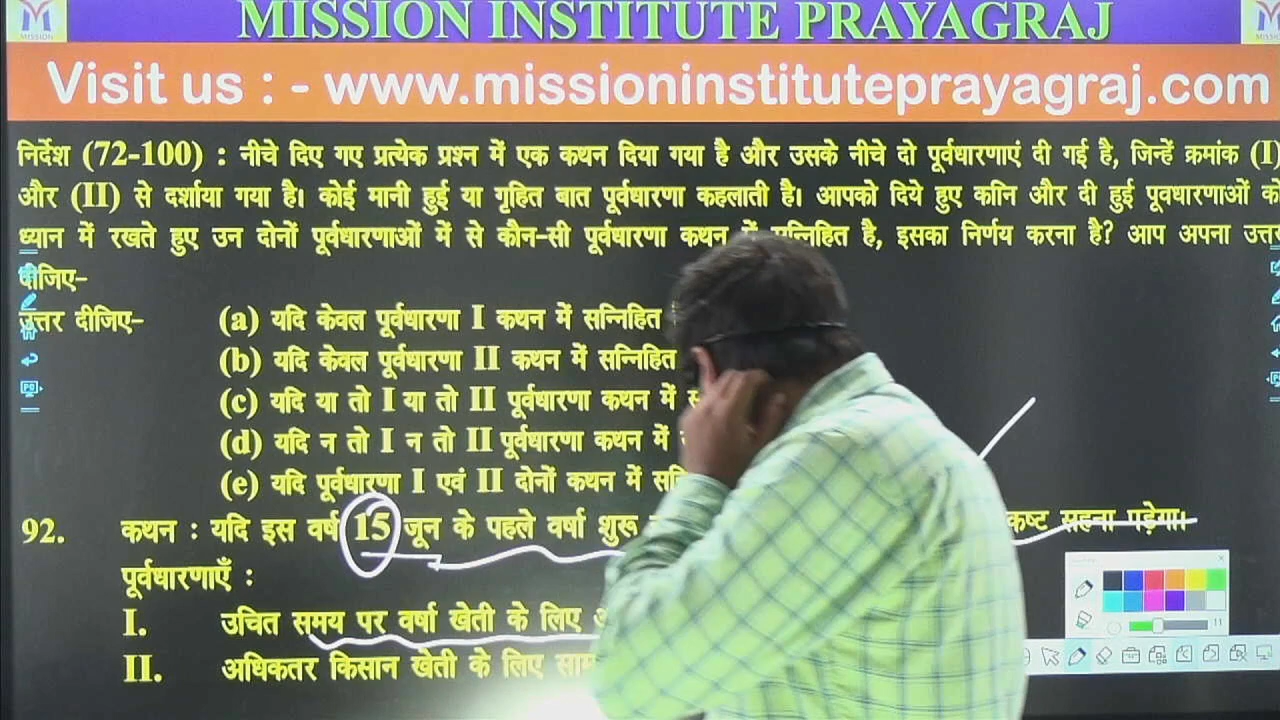 MISSION INSTITUTE PRAYAGRAJ
MISSION
Visit us : - www.missioninstituteprayagraj.com
निर्देश (72-100) : नीचे दिए गए प्रत्येक प्रश्न में एक कथन दिया गया है और उसके नीचे दो पूर्वधारणाएं दी गई है, जिन्हें क्रमांक (I)
और (II) से दर्शाया गया है। कोई मानी हुई या गृहित बात पूर्वधारणा कहलाती है। आपको दिये हुए कनि और दी हुई पूवधारणाओं को
ध्यान में रखते हुए उन दोनों पूर्वधारणाओं में से कौन-सी पूर्वधारणा कथन में सन्निहित है, इसका निर्णय करना है? आप अपना उत्तर
दीजिए-
उत्तर दीजिए-
(a) यदि केवल पूर्वधारणा I कथन में सन्निहित
(b) यदि केवल पूर्वधारणा II कथन में सन्निहित
(c) यदि या तो I या तो II पूर्वधारणा कथन में
(d) यदि न तो I न तो II पूर्वधारणा कथन में
(e) यदि पूर्वधारणा I एवं II दोनों कथन में
92. कथन : यदि इस वर्ष 15 जून के पहले वर्षा शुरू कष्ट सहना पड़ेगा।
पूर्वधारणाएँ :
I. उचित समय पर वर्षा खेती के लिए
II. अधिकतर किसान खेती के लिए
11